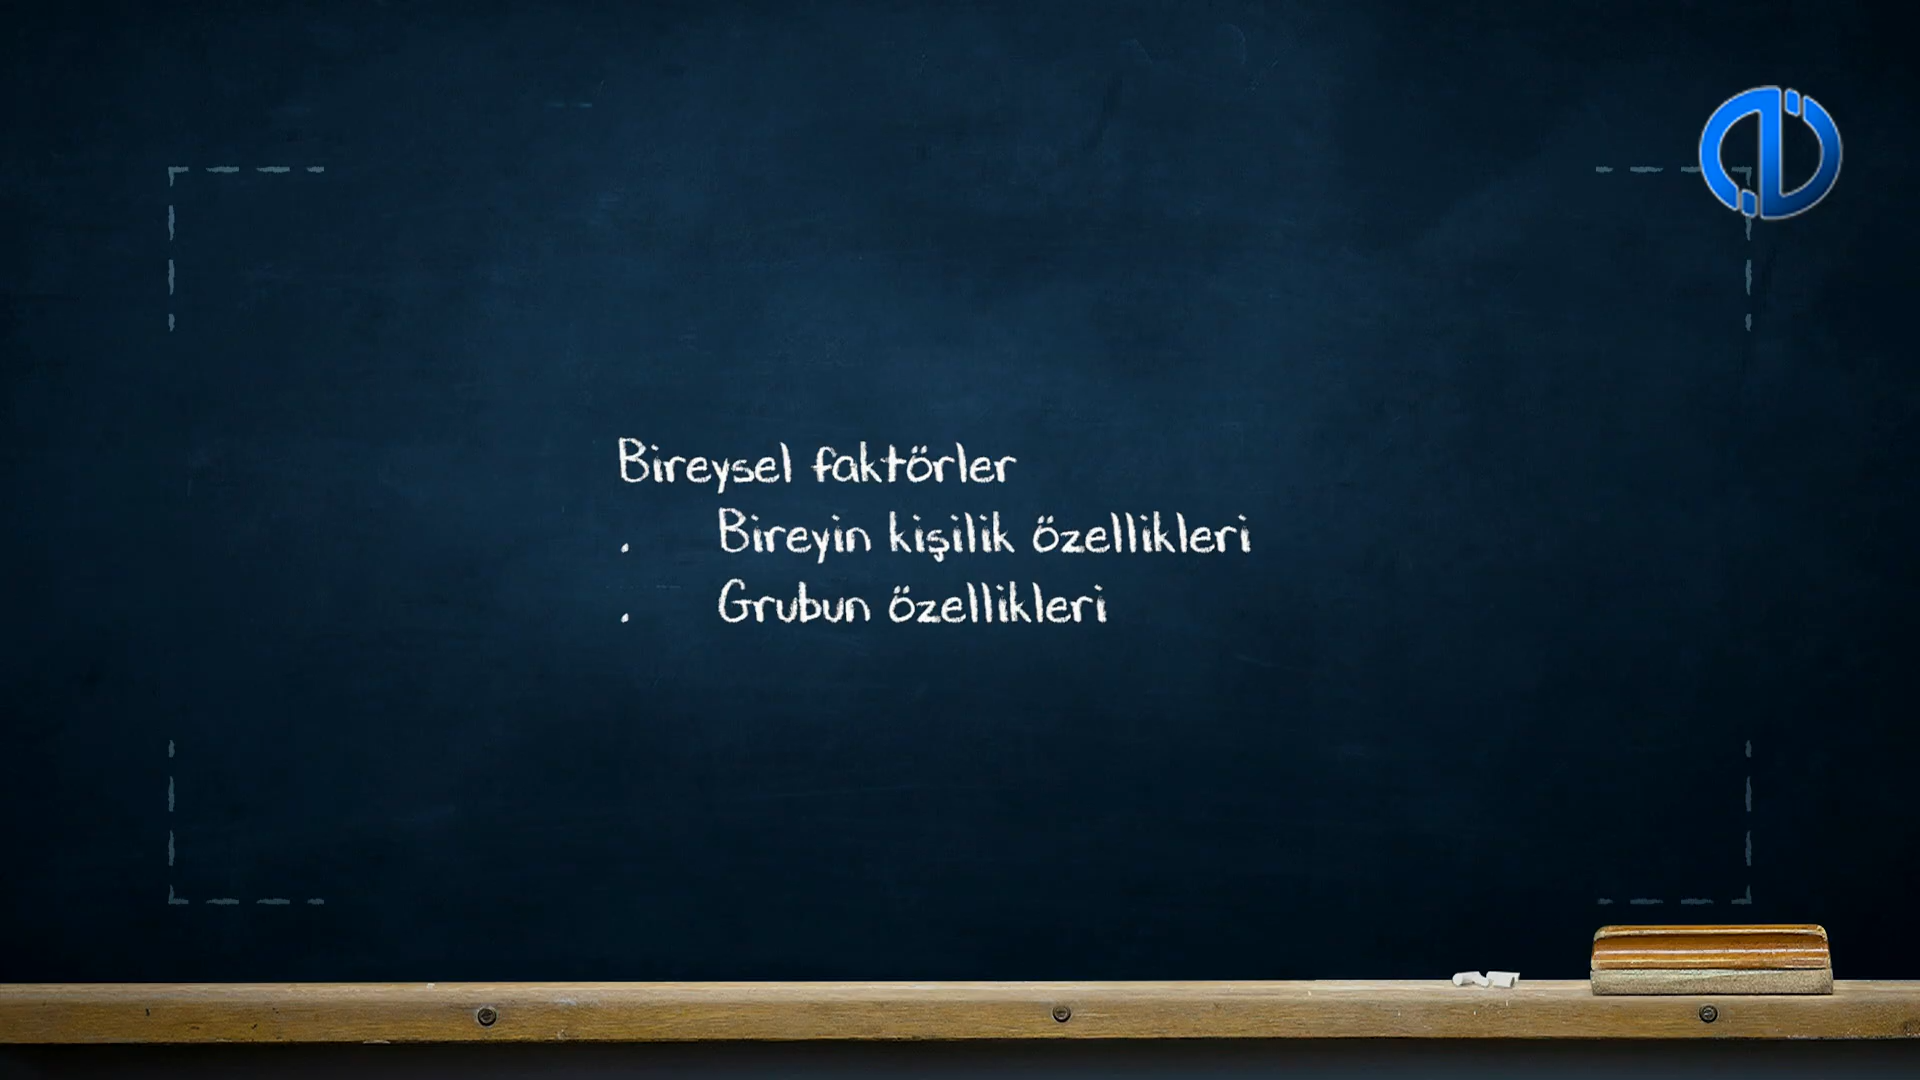 Bireysel faktörler
. Bireyin kişilik özellikleri
. Grubun özellikleri